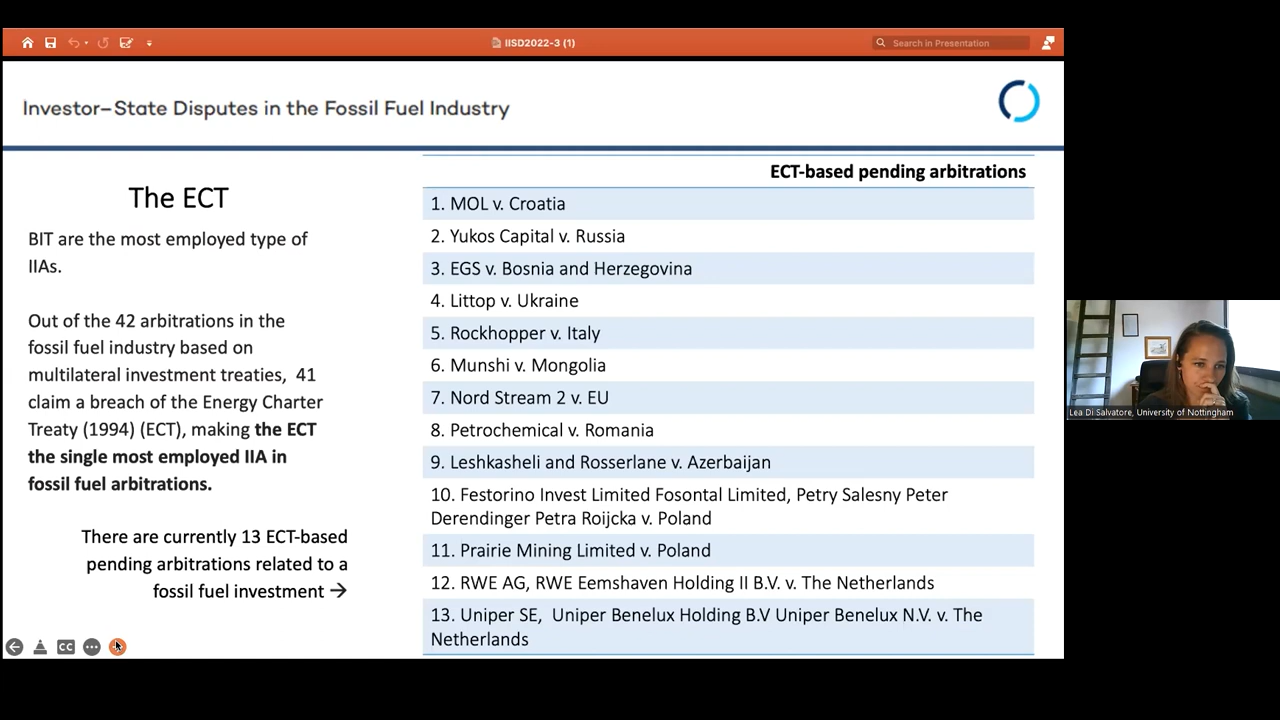 IISD2022-3 (1)
Search in Presentation
Investor–State Disputes in the Fossil Fuel Industry
The ECT
BIT are the most employed type of
IIAs.
Out of the 42 arbitrations in the
fossil fuel industry based on
multilateral investment treaties, 41
claim a breach of the Energy Charter
Treaty (1994) (ECT), making the ECT
the single most employed IIA in
fossil fuel arbitrations.
There are currently 13 ECT-based
pending arbitrations related to a
fossil fuel investment →
ECT-based pending arbitrations
1. MOL v. Croatia
2. Yukos Capital v. Russia
3. EGS v. Bosnia and Herzegovina
4. Littop v. Ukraine
5. Rockhopper v. Italy
6. Munshi v. Mongolia
7. Nord Stream 2 v. EU
8. Petrochemical v. Romania
9. Leshkasheli and Rosserlane v. Azerbaijan
10. Festorino Invest Limited Fosontal Limited, Petry Salesny Peter
Derendinger Petra Roijcka v. Poland
11. Prairie Mining Limited v. Poland
12. RWE AG, RWE Eemshaven Holding II B.V. v. The Netherlands
13. Uniper SE, Uniper Benelux Holding B.V Uniper Benelux N.V. v. The
Netherlands
CC
Lea Di Salvatore, University of Nottingham